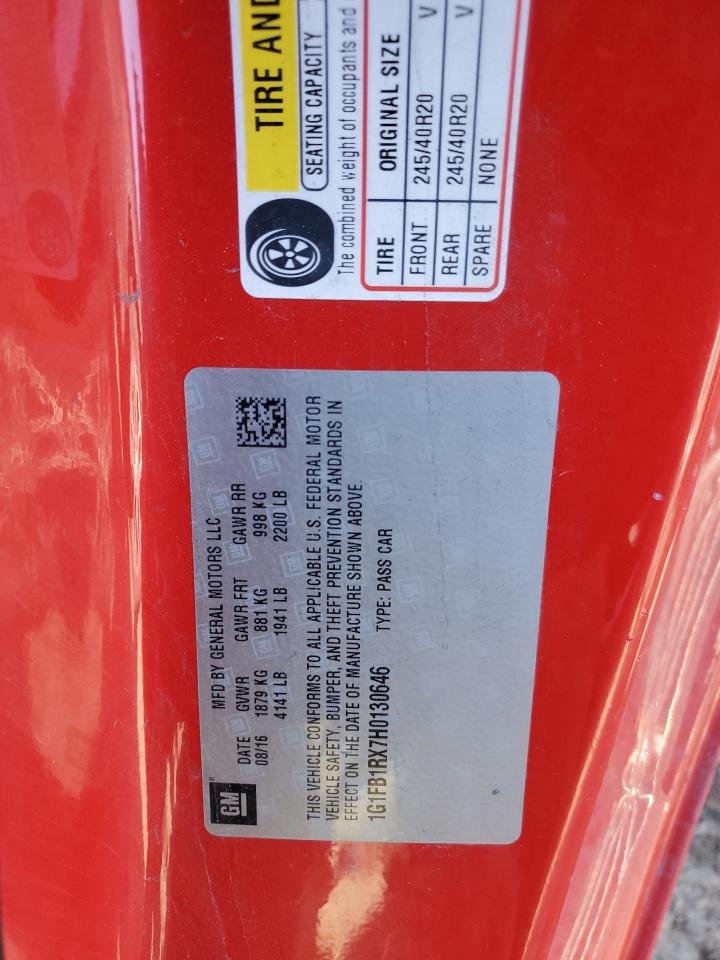 TIRE AND
SEATING CAPACITY
The combined weight of occupants and
TIRE ORIGINAL SIZE
FRONT 245/40R20 V
REAR 245/40R20 V
SPARE NONE
GM
MFD BY GENERAL MOTORS LLC
DATE GVWR GAWR FRT GAWR RR
08/16 1879 KG 881 KG 998 KG
4141 LB 1941 LB 2200 LB
THIS VEHICLE CONFORMS TO ALL APPLICABLE U.S. FEDERAL MOTOR
VEHICLE SAFETY, BUMPER, AND THEFT PREVENTION STANDARDS IN
EFFECT ON THE DATE OF MANUFACTURE SHOWN ABOVE.
1G1FB1RX7H0130646 TYPE: PASS CAR